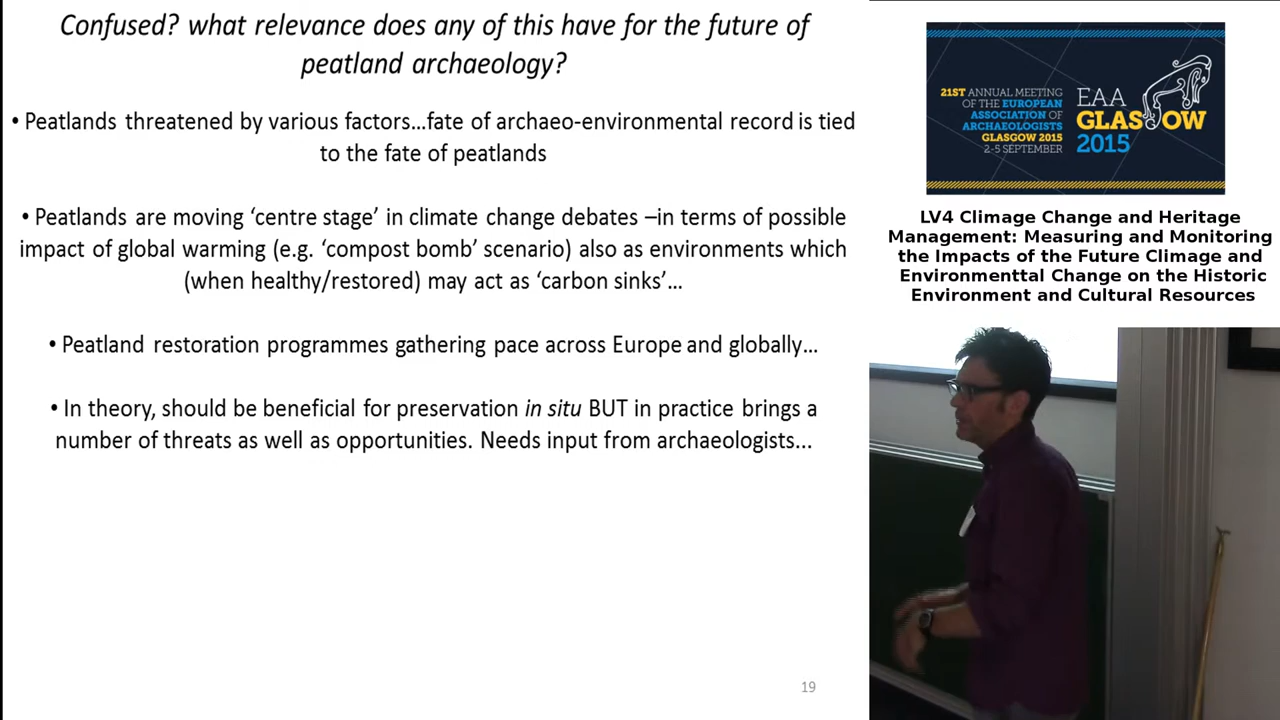 Confused? what relevance does any of this have for the future of
peatland archaeology?
• Peatlands threatened by various factors…fate of archaeo-environmental record is tied
to the fate of peatlands
• Peatlands are moving ‘centre stage’ in climate change debates –in terms of possible
impact of global warming (e.g. ‘compost bomb’ scenario) also as environments which
(when healthy/restored) may act as ‘carbon sinks’…
• Peatland restoration programmes gathering pace across Europe and globally…
• In theory, should be beneficial for preservation in situ BUT in practice brings a
number of threats as well as opportunities. Needs input from archaeologists...
19
21ST ANNUAL MEETING
OF THE EUROPEAN
ASSOCIATION OF
ARCHAEOLOGISTS
GLASGOW 2015
2-5 SEPTEMBER
EAA
GLASGOW
2015
LV4 Climage Change and Heritage
Management: Measuring and Monitoring
the Impacts of the Future Climate and
Environmenttal Change on the Historic
Environment and Cultural Resources